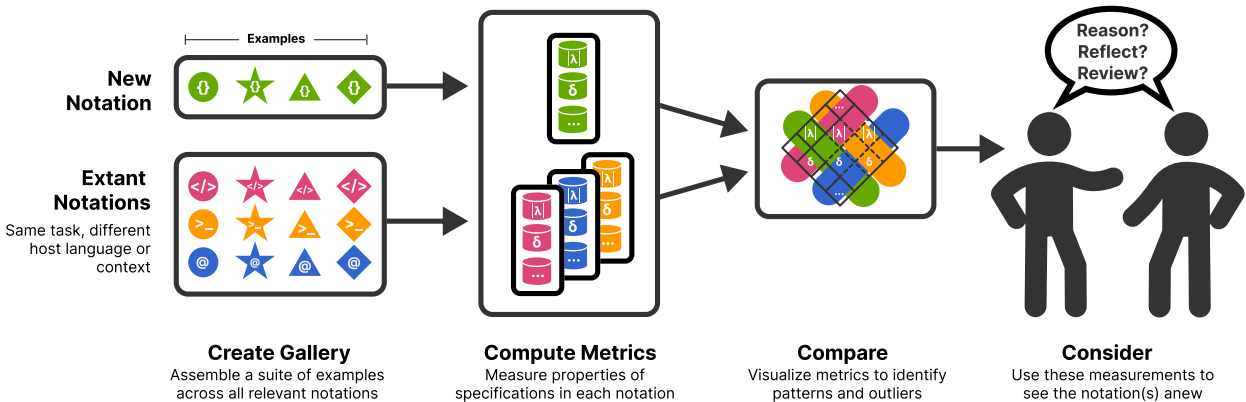 Examples
New
Notation
{} {} {} {}
Extant
Notations
Same task, different
host language or
context
</> </> </> </>
>_ >_ >_ >_
@ @ @ @
|λ|
δ
...
|λ|
δ
...
|λ|
δ
...
|λ|
δ
...
...
|λ| |λ| |λ|
δ δ δ
...
Reason?
Reflect?
Review?
Create Gallery
Assemble a suite of examples
across all relevant notations
Compute Metrics
Measure properties of
specifications in each notation
Compare
Visualize metrics to identify
patterns and outliers
Consider
Use these measurements to
see the notation(s) anew